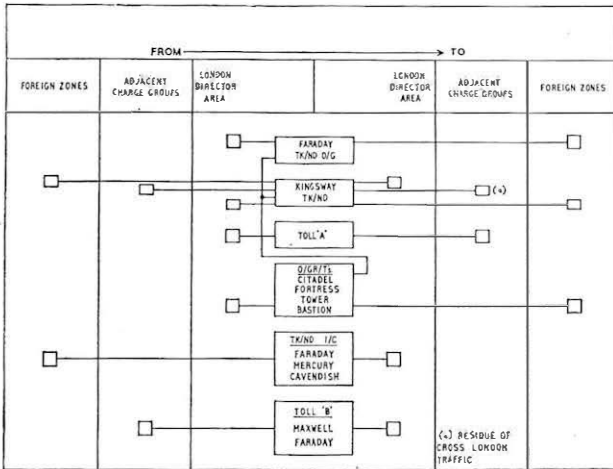 FROM TO
FOREIGN ZONES
ADJACENT
CHARGE GROUPS
LONDON
DIRECTOR
AREA
LONDON
DIRECTOR
AREA
ADJACENT
CHARGE GROUPS
FOREIGN ZONES
FARADAY
TK/ND O/G
KINGSWAY
TK/ND
(a)
TOLL 'A'
O/GR/Ts
CITADEL
FORTRESS
TOWER
BASTION
TK/ND I/C
FARADAY
MERCURY
CAVENDISH
TOLL 'B'
MAXWELL
FARADAY
(a) RESIDUE OF
CROSS LONDON
TRAFFIC